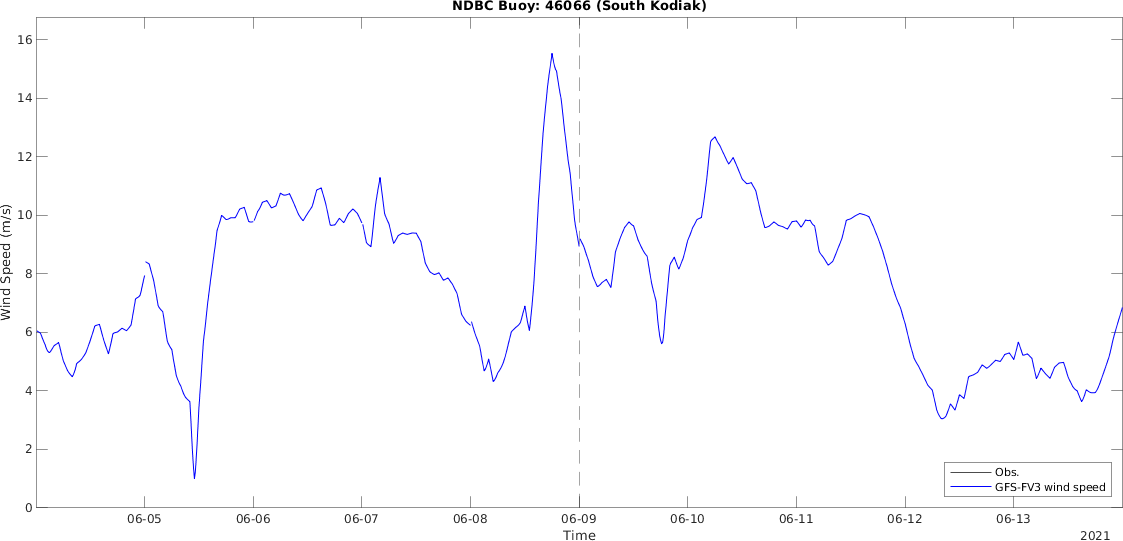 NDBC Buoy: 46066 (South Kodiak)
16
14
12
10
8
6
4
2
0
Wind Speed (m/s)
Obs.
GFS-FV3 wind speed
06-05 06-06 06-07 06-08 06-09 06-10 06-11 06-12 06-13
Time
2021